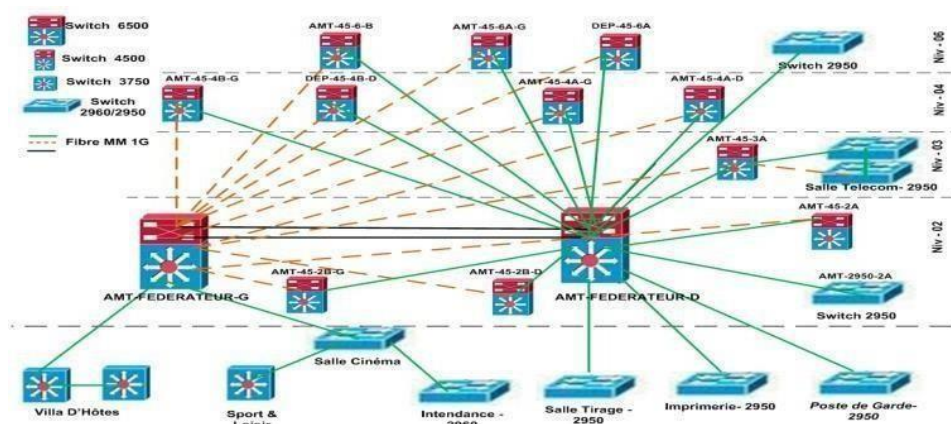 Switch 6500
Switch 4500
Switch 3750
Switch
2960/2950
Fibre MM 1G
AMT-45-6-B
AMT-45-6A-G
DEP-45-6A
Switch 2950
Niv - 06
AMT-45-4B-G
DEP-45-4B-D
AMT-45-4A-G
AMT-45-4A-D
Niv - 04
AMT-45-3A
Salle Telecom- 2950
Niv - 03
AMT-45-2A
Niv - 02
AMT-45-2B-G
AMT-45-2B-D
AMT-2950-2A
AMT-FEDERATEUR-G
AMT-FEDERATEUR-D
Switch 2950
Salle Cinéma
Villa D'Hôtes
Sport &
Intendance -
Salle Tirage -
2950
Imprimerie- 2950
Poste de Garde-
2950